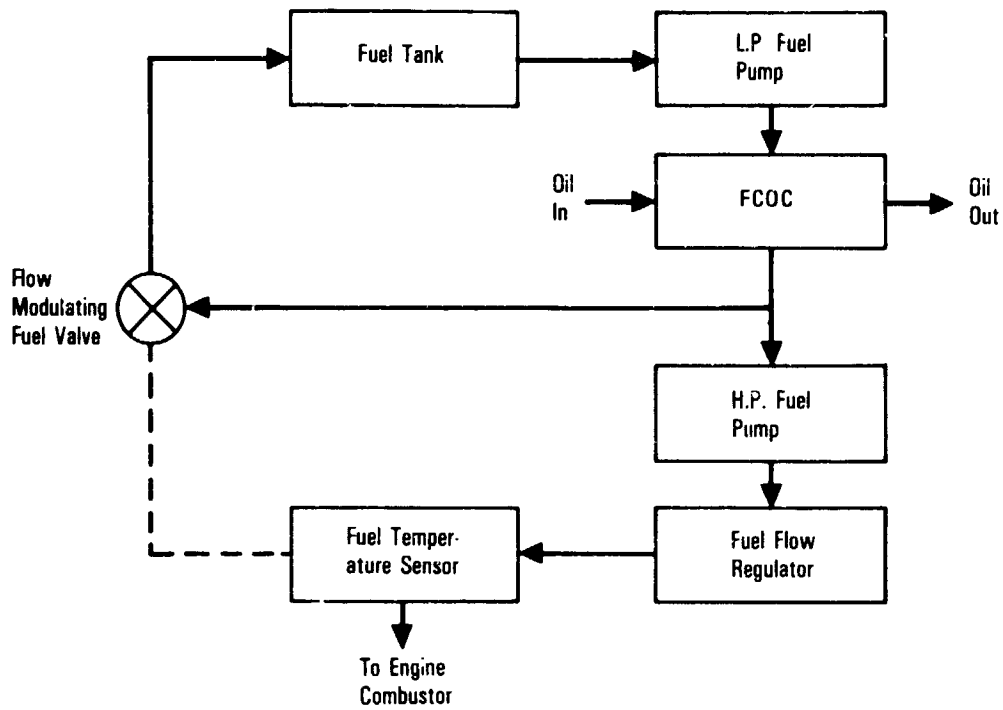 Fuel Tank
L.P Fuel
Pump
Oil
In
FCOC
Oil
Out
Flow
Modulating
Fuel Valve
H.P. Fuel
Pump
Fuel Temper-
ature Sensor
Fuel Flow
Regulator
To Engine
Combustor